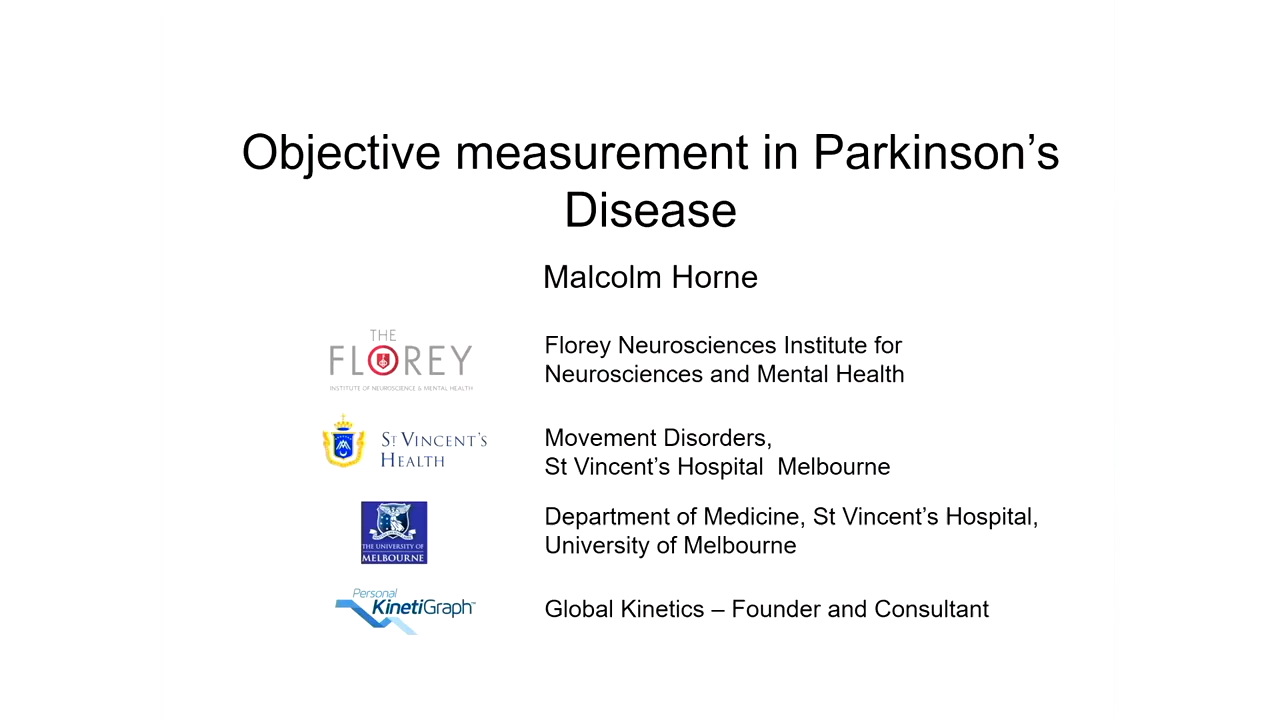 Objective measurement in Parkinson’s
Disease
Malcolm Horne
THE
FLOREY
INSTITUTE OF NEUROSCIENCE & MENTAL HEALTH
Florey Neurosciences Institute for
Neurosciences and Mental Health
ST VINCENT'S
HEALTH
Movement Disorders,
St Vincent’s Hospital  Melbourne
THE UNIVERSITY OF
MELBOURNE
Department of Medicine, St Vincent’s Hospital,
University of Melbourne
Personal
KinetiGraph™
Global Kinetics – Founder and Consultant